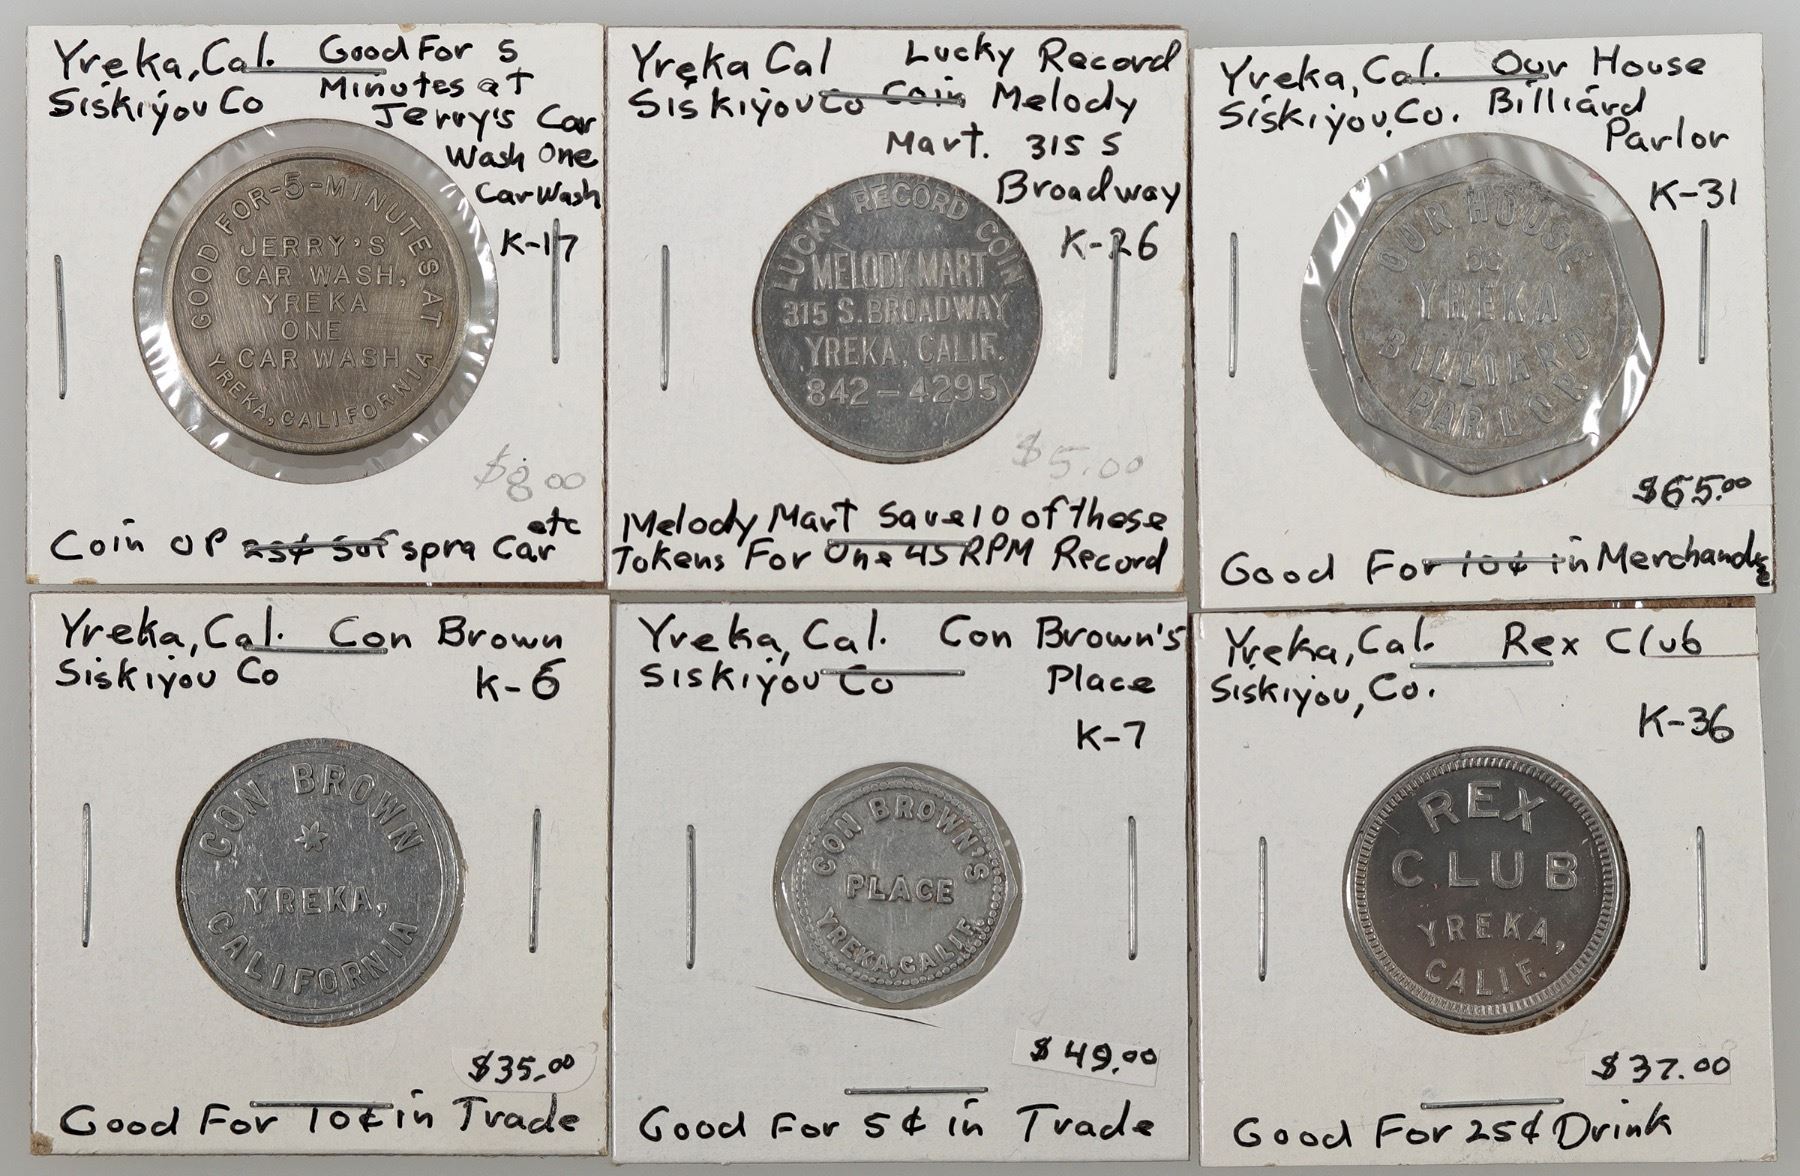 Yreka, Cal. Good For 5
Siskiyou Co Minutes at
Jerry's Car
Wash One
Car Wash
K-17
GOOD FOR-5-MINUTES AT
JERRY'S
CAR WASH,
YREKA
ONE
CAR WASH
YREKA, CALIFORNIA
$8.00
etc
Coin OP 25¢ spra Car
Yreka Cal Lucky Record
Siskiyou Co Coin Melody
Mart. 315 S
Broadway
K-26
LUCKY RECORD COIN
MELODY MART
315 S. BROADWAY
YREKA, CALIF.
842-4295
$5.00
Melody Mart Save 10 of these
Tokens For One 45 RPM Record
Yreka, Cal. Our House
Siskiyou, Co. Billiard
Parlor
K-31
OUR HOUSE
YREKA
BILLIARD
PARLOR
$65.00
Good For 10¢ in Merchandse
Yreka, Cal. Con Brown
Siskiyou Co K-6
CON BROWN
YREKA,
CALIFORNIA
$35.00
Good For 10¢ in Trade
Yreka, Cal. Con Brown's
Siskiyou Co Place
K-7
CON BROWN'S
PLACE
YREKA, CALIF.
$49.00
Good For 5¢ in Trade
Yreka, Cal. Rex Club
Siskiyou, Co.
K-36
REX
CLUB
YREKA,
CALIF.
$37.00
Good For 25¢ Drink